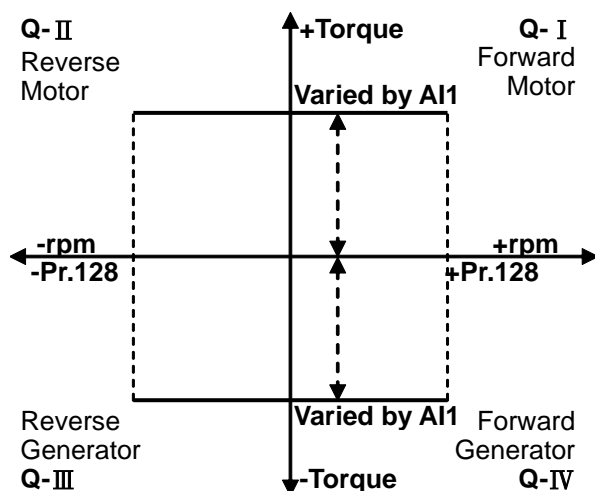 Q-Ⅱ
Reverse
Motor
+Torque
Q-Ⅰ
Forward
Motor
Varied by AI1
-rpm
-Pr.128
+rpm
+Pr.128
Varied by AI1
Reverse
Generator
Q-Ⅲ
-Torque
Forward
Generator
Q-Ⅳ